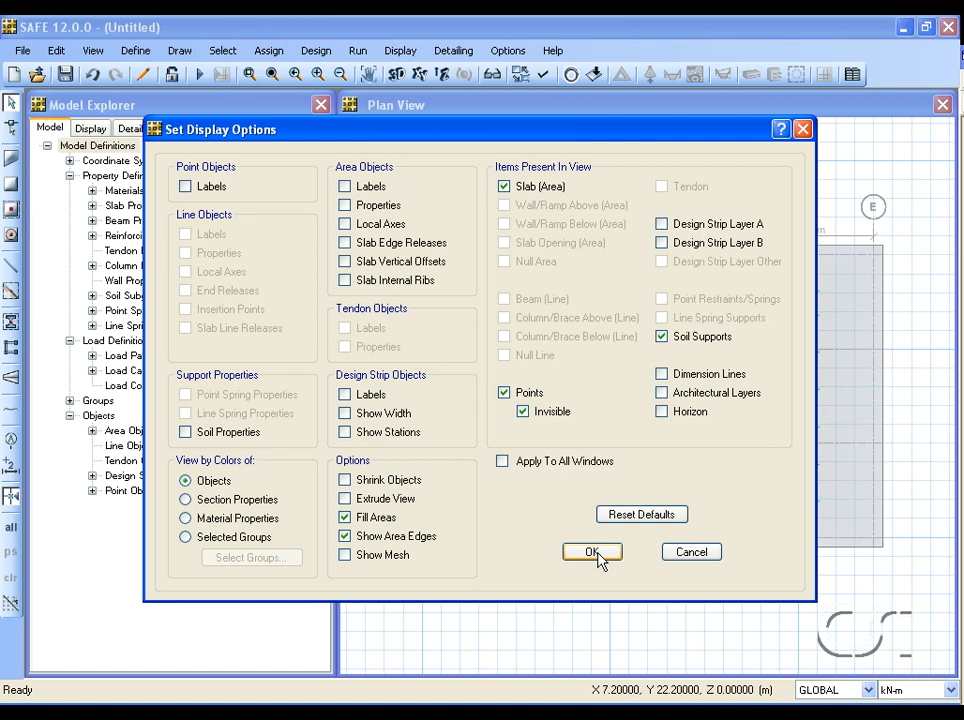 SAFE 12.0.0 - (Untitled)
File Edit View Define Draw Select Assign Design Run Display Detailing Options Help
Model Explorer
Plan View
Model Display Detai
Model Definitions
Coordinate Sy
Property Defin
Materials
Slab Pro
Beam Pr
Reinforci
Tendon
Column
Wall Prop
Soil Sub
Point Sp
Line Spri
Load Definition
Load Pa
Load Ca
Load Co
Groups
Objects
Area Obj
Line Obj
Tendon
Design S
Point Ob
all
ps
clr
Set Display Options
Point Objects
Labels
Line Objects
Labels
Properties
Local Axes
End Releases
Insertion Points
Slab Line Releases
Support Properties
Point Spring Properties
Line Spring Properties
Soil Properties
View by Colors of:
Objects
Section Properties
Material Properties
Selected Groups
Select Groups...
Area Objects
Labels
Properties
Local Axes
Slab Edge Releases
Slab Vertical Offsets
Slab Internal Ribs
Tendon Objects
Labels
Properties
Design Strip Objects
Labels
Show Width
Show Stations
Options
Shrink Objects
Extrude View
Fill Areas
Show Area Edges
Show Mesh
Items Present In View
Slab (Area)
Wall/Ramp Above (Area)
Wall/Ramp Below (Area)
Slab Opening (Area)
Null Area
Beam (Line)
Column/Brace Above (Line)
Column/Brace Below (Line)
Null Line
Points
Invisible
Tendon
Design Strip Layer A
Design Strip Layer B
Design Strip Layer Other
Point Restraints/Springs
Line Spring Supports
Soil Supports
Dimension Lines
Architectural Layers
Horizon
Apply To All Windows
Reset Defaults
OK Cancel
E
m
CSI
Ready
X 7.20000, Y 22.20000, Z 0.00000 (m)
GLOBAL
kN-m